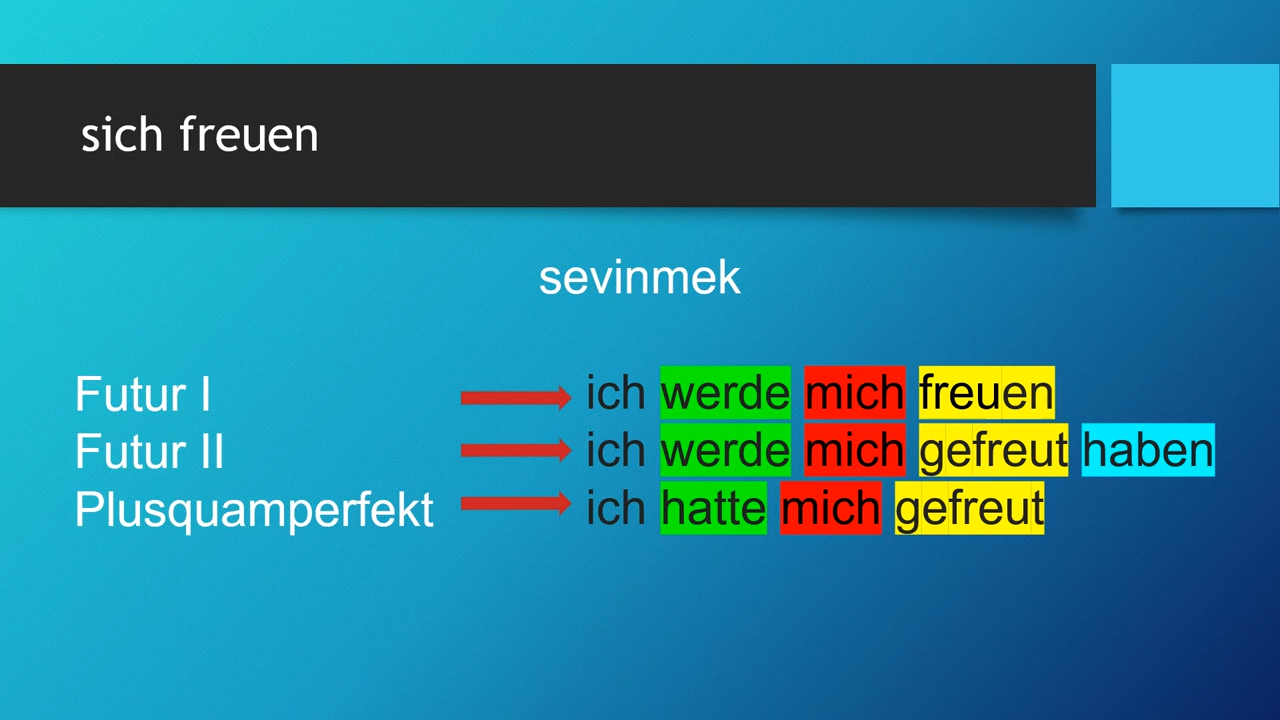 sich freuen
sevinmek
Futur I ich werde mich freuen
Futur II ich werde mich gefreut haben
Plusquamperfekt ich hatte mich gefreut